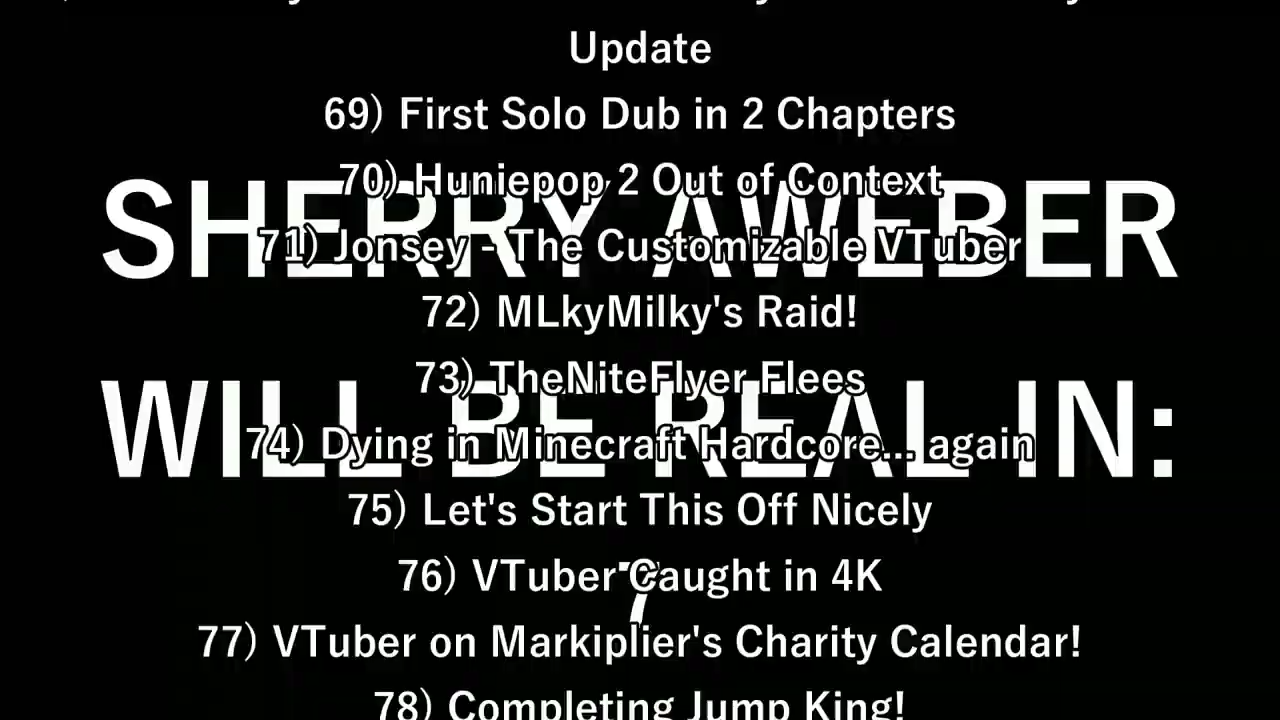 Update
69) First Solo Dub in 2 Chapters
70) Huniepop 2 Out of Context
SHERRY AWEBER
71) Jonsey - The Customizable VTuber
72) MLkyMilky's Raid!
73) TheNiteFlyer Flees
WILL BE REAL IN:
74) Dying in Minecraft Hardcore... again
75) Let's Start This Off Nicely
76) VTuber Caught in 4K
7
77) VTuber on Markiplier's Charity Calendar!
78) Completing Jump King!